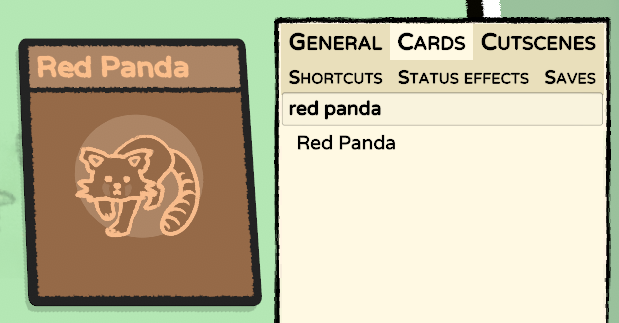 Red Panda
GENERAL CARDS CUTSCENES
SHORTCUTS STATUS EFFECTS SAVES
red panda
Red Panda